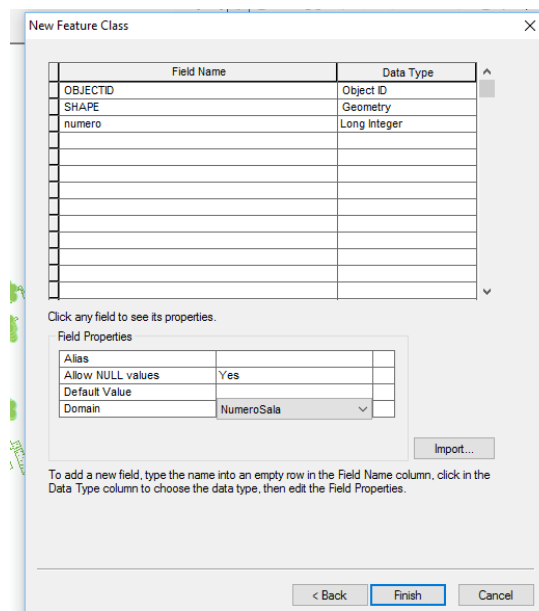 New Feature Class
Field Name Data Type
OBJECTID Object ID
SHAPE Geometry
numero Long Integer
Click any field to see its properties.
Field Properties
Alias
Allow NULL values Yes
Default Value
Domain NumeroSala
Import...
To add a new field, type the name into an empty row in the Field Name column, click in the
Data Type column to choose the data type, then edit the Field Properties.
< Back Finish Cancel